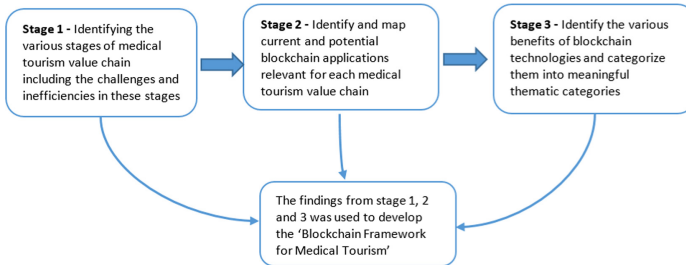 Stage 1 - Identifying the
various stages of medical
tourism value chain
including the challenges and
inefficiencies in these stages
Stage 2 - Identify and map
current and potential
blockchain applications
relevant for each medical
tourism value chain
Stage 3 - Identify the various
benefits of blockchain
technologies and categorize
them into meaningful
thematic categories
The findings from stage 1, 2
and 3 was used to develop
the ‘Blockchain Framework
for Medical Tourism’